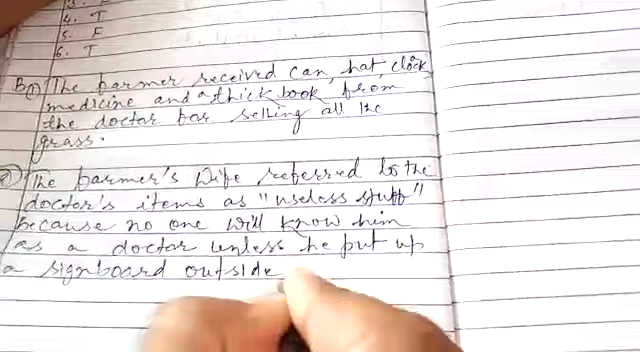 3. F
4. T
5. F
6. T
B① The farmer received can, hat, clock,
medicine and a thick book from
the doctor for selling all the
grass.
② The farmer's wife referred to the
doctor's items as "useless stuff"
because no one will know him
as a doctor unless he put up
a signboard outside